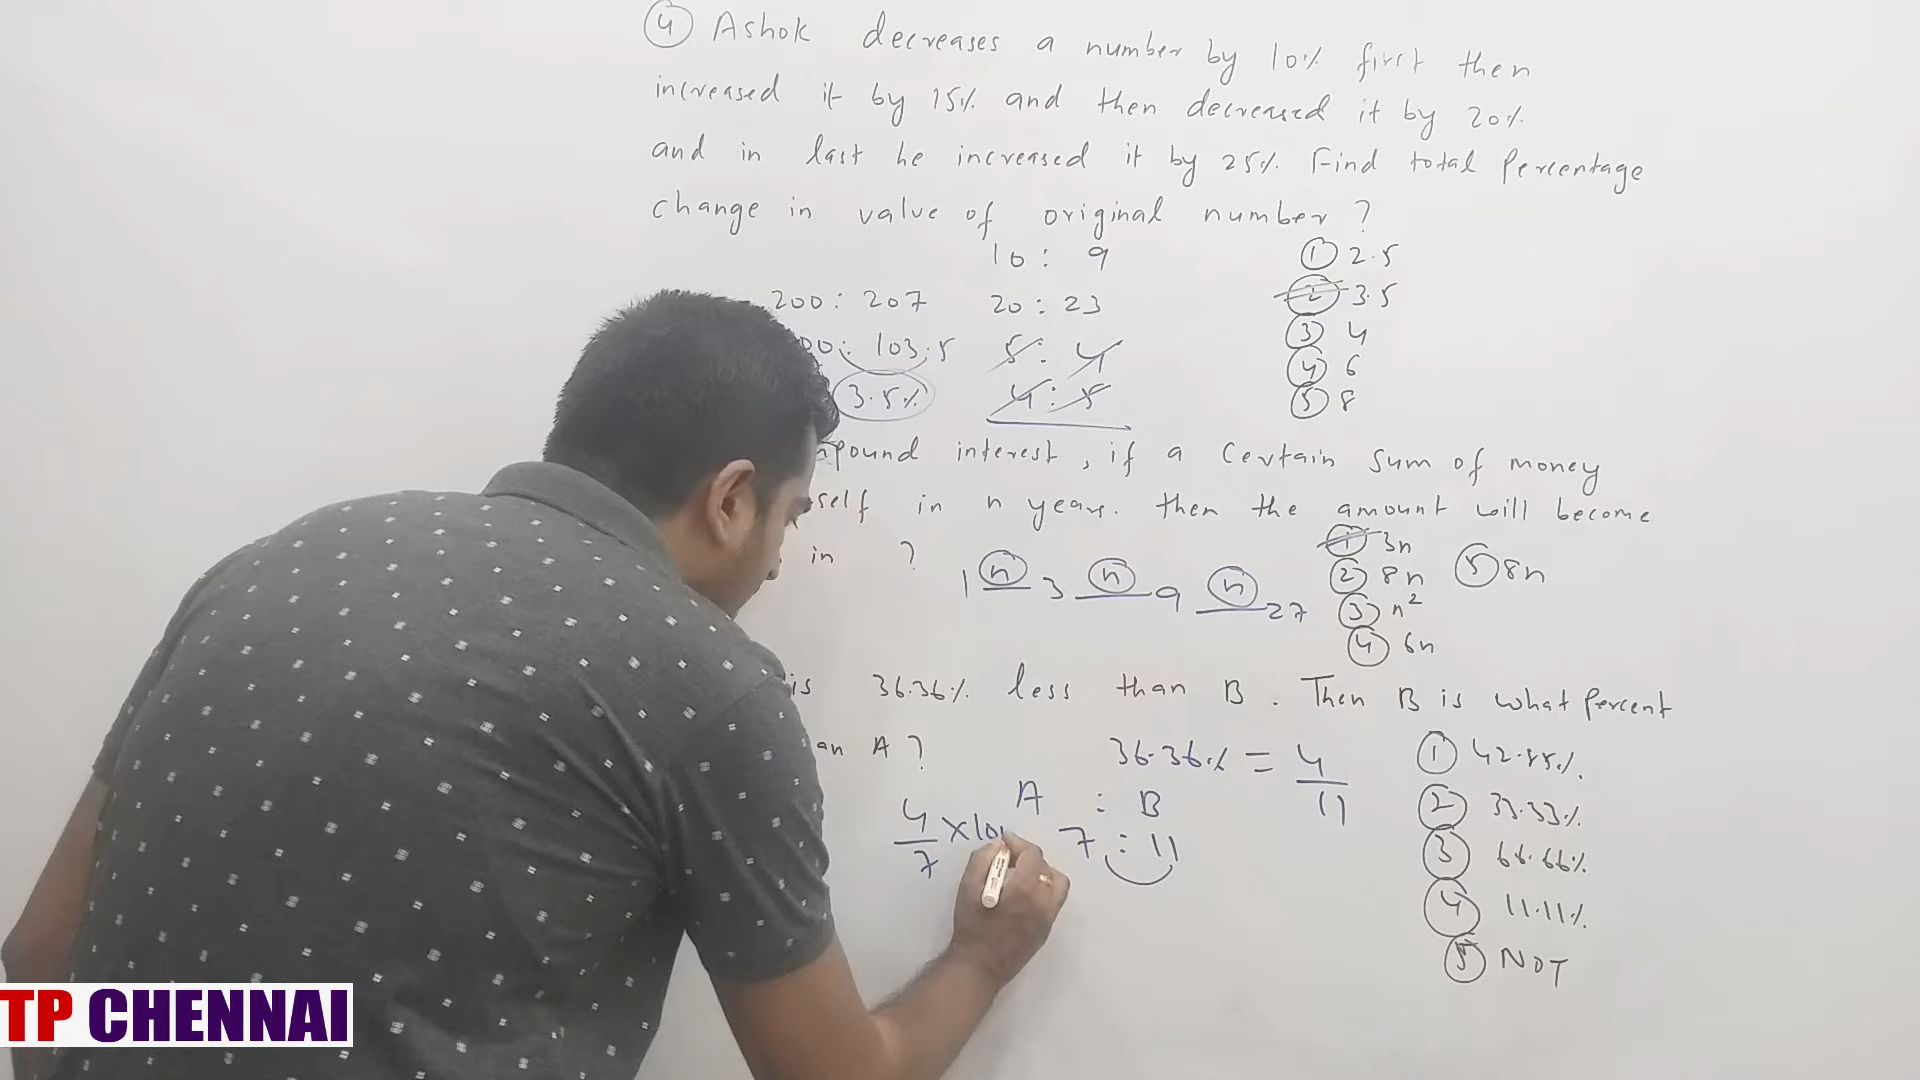 4 Ashok decreases a number by 10% first then
increased it by 15% and then decreased it by 20%
and in last he increased it by 25%. Find total Percentage
change in value of original number ?
10 : 9
200 : 207 20 : 23
00 : 103.5 5 : 4
3.5% 4 : 5
1 2.5
2 3.5
3 4
4 6
5 8
pound interest, if a certain sum of money
self in n years. then the amount will become
in ?
1 n 3 n 9 n 27
1 3n
2 8n
3 n²
4 6n
5 8n
is 36.36% less than B. Then B is what percent
an A ?
36.36% = 4/11
A : B
7 : 11
4/7 × 10
1 42.85%
2 33.33%
3 66.66%
4 11.11%
5 NOT
TP CHENNAI